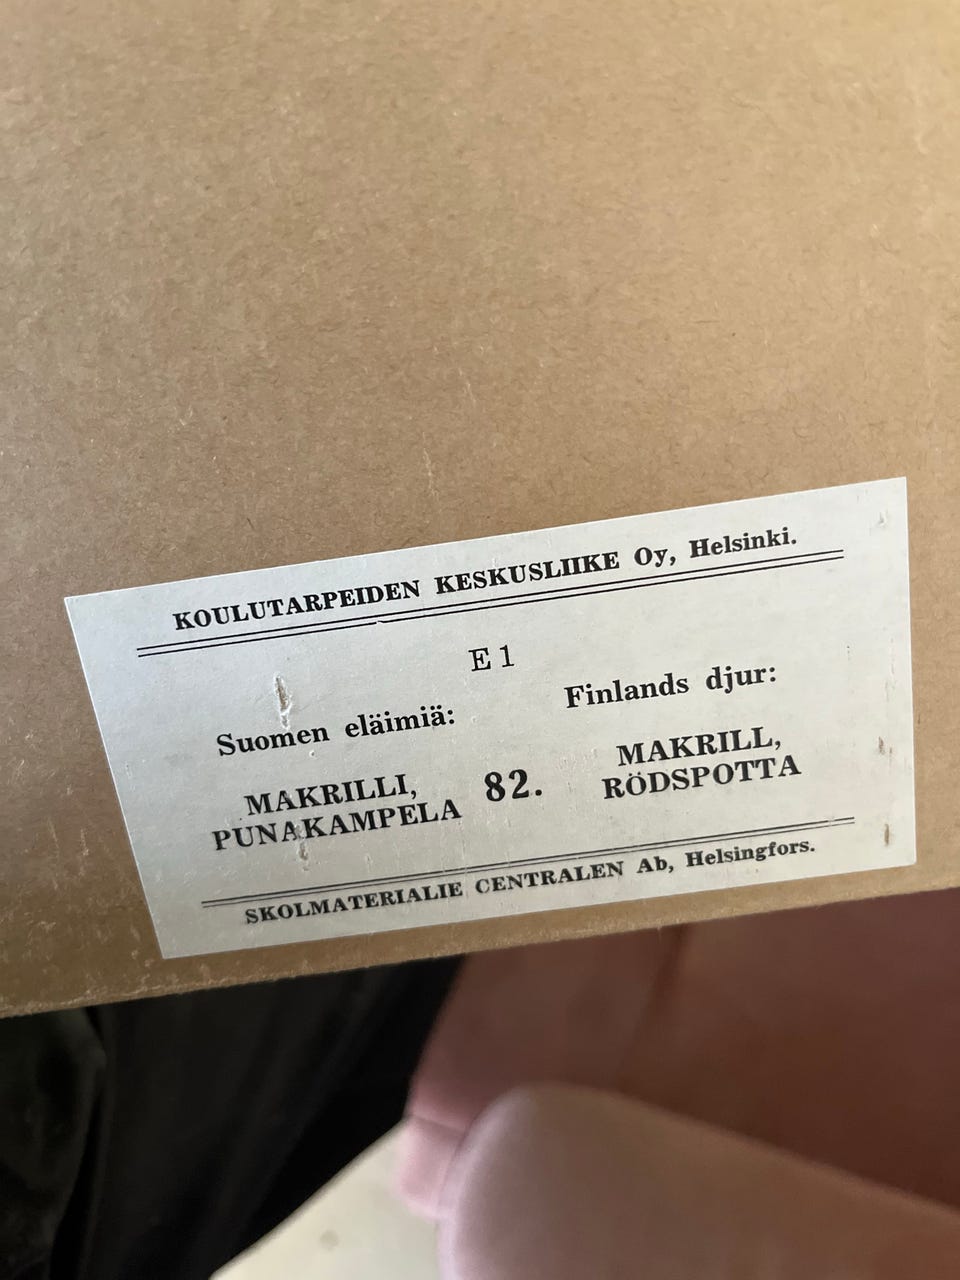 KOULUTARPEIDEN KESKUSLIIKE Oy, Helsinki.
E 1
Suomen eläimiä:
Finlands djur:
MAKRILLI,
PUNAKAMPELA
82.
MAKRILL,
RÖDSPOTTA
SKOLMATERIALIE CENTRALEN Ab, Helsingfors.